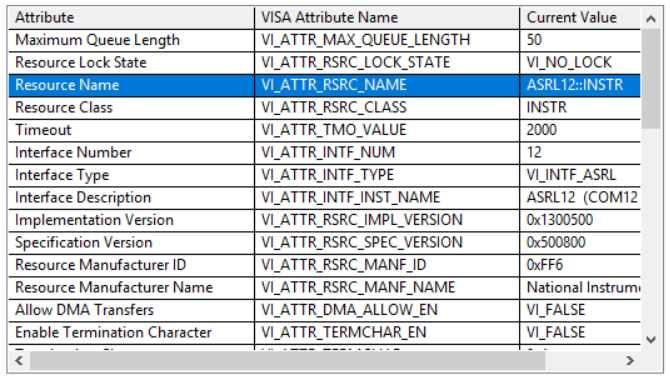 Attribute VISA Attribute Name Current Value
Maximum Queue Length VI_ATTR_MAX_QUEUE_LENGTH 50
Resource Lock State VI_ATTR_RSRC_LOCK_STATE VI_NO_LOCK
Resource Name VI_ATTR_RSRC_NAME ASRL12::INSTR
Resource Class VI_ATTR_RSRC_CLASS INSTR
Timeout VI_ATTR_TMO_VALUE 2000
Interface Number VI_ATTR_INTF_NUM 12
Interface Type VI_ATTR_INTF_TYPE VI_INTF_ASRL
Interface Description VI_ATTR_INTF_INST_NAME ASRL12 (COM12
Implementation Version VI_ATTR_RSRC_IMPL_VERSION 0x1300500
Specification Version VI_ATTR_RSRC_SPEC_VERSION 0x500800
Resource Manufacturer ID VI_ATTR_RSRC_MANF_ID 0xFF6
Resource Manufacturer Name VI_ATTR_RSRC_MANF_NAME National Instrum
Allow DMA Transfers VI_ATTR_DMA_ALLOW_EN VI_FALSE
Enable Termination Character VI_ATTR_TERMCHAR_EN VI_FALSE